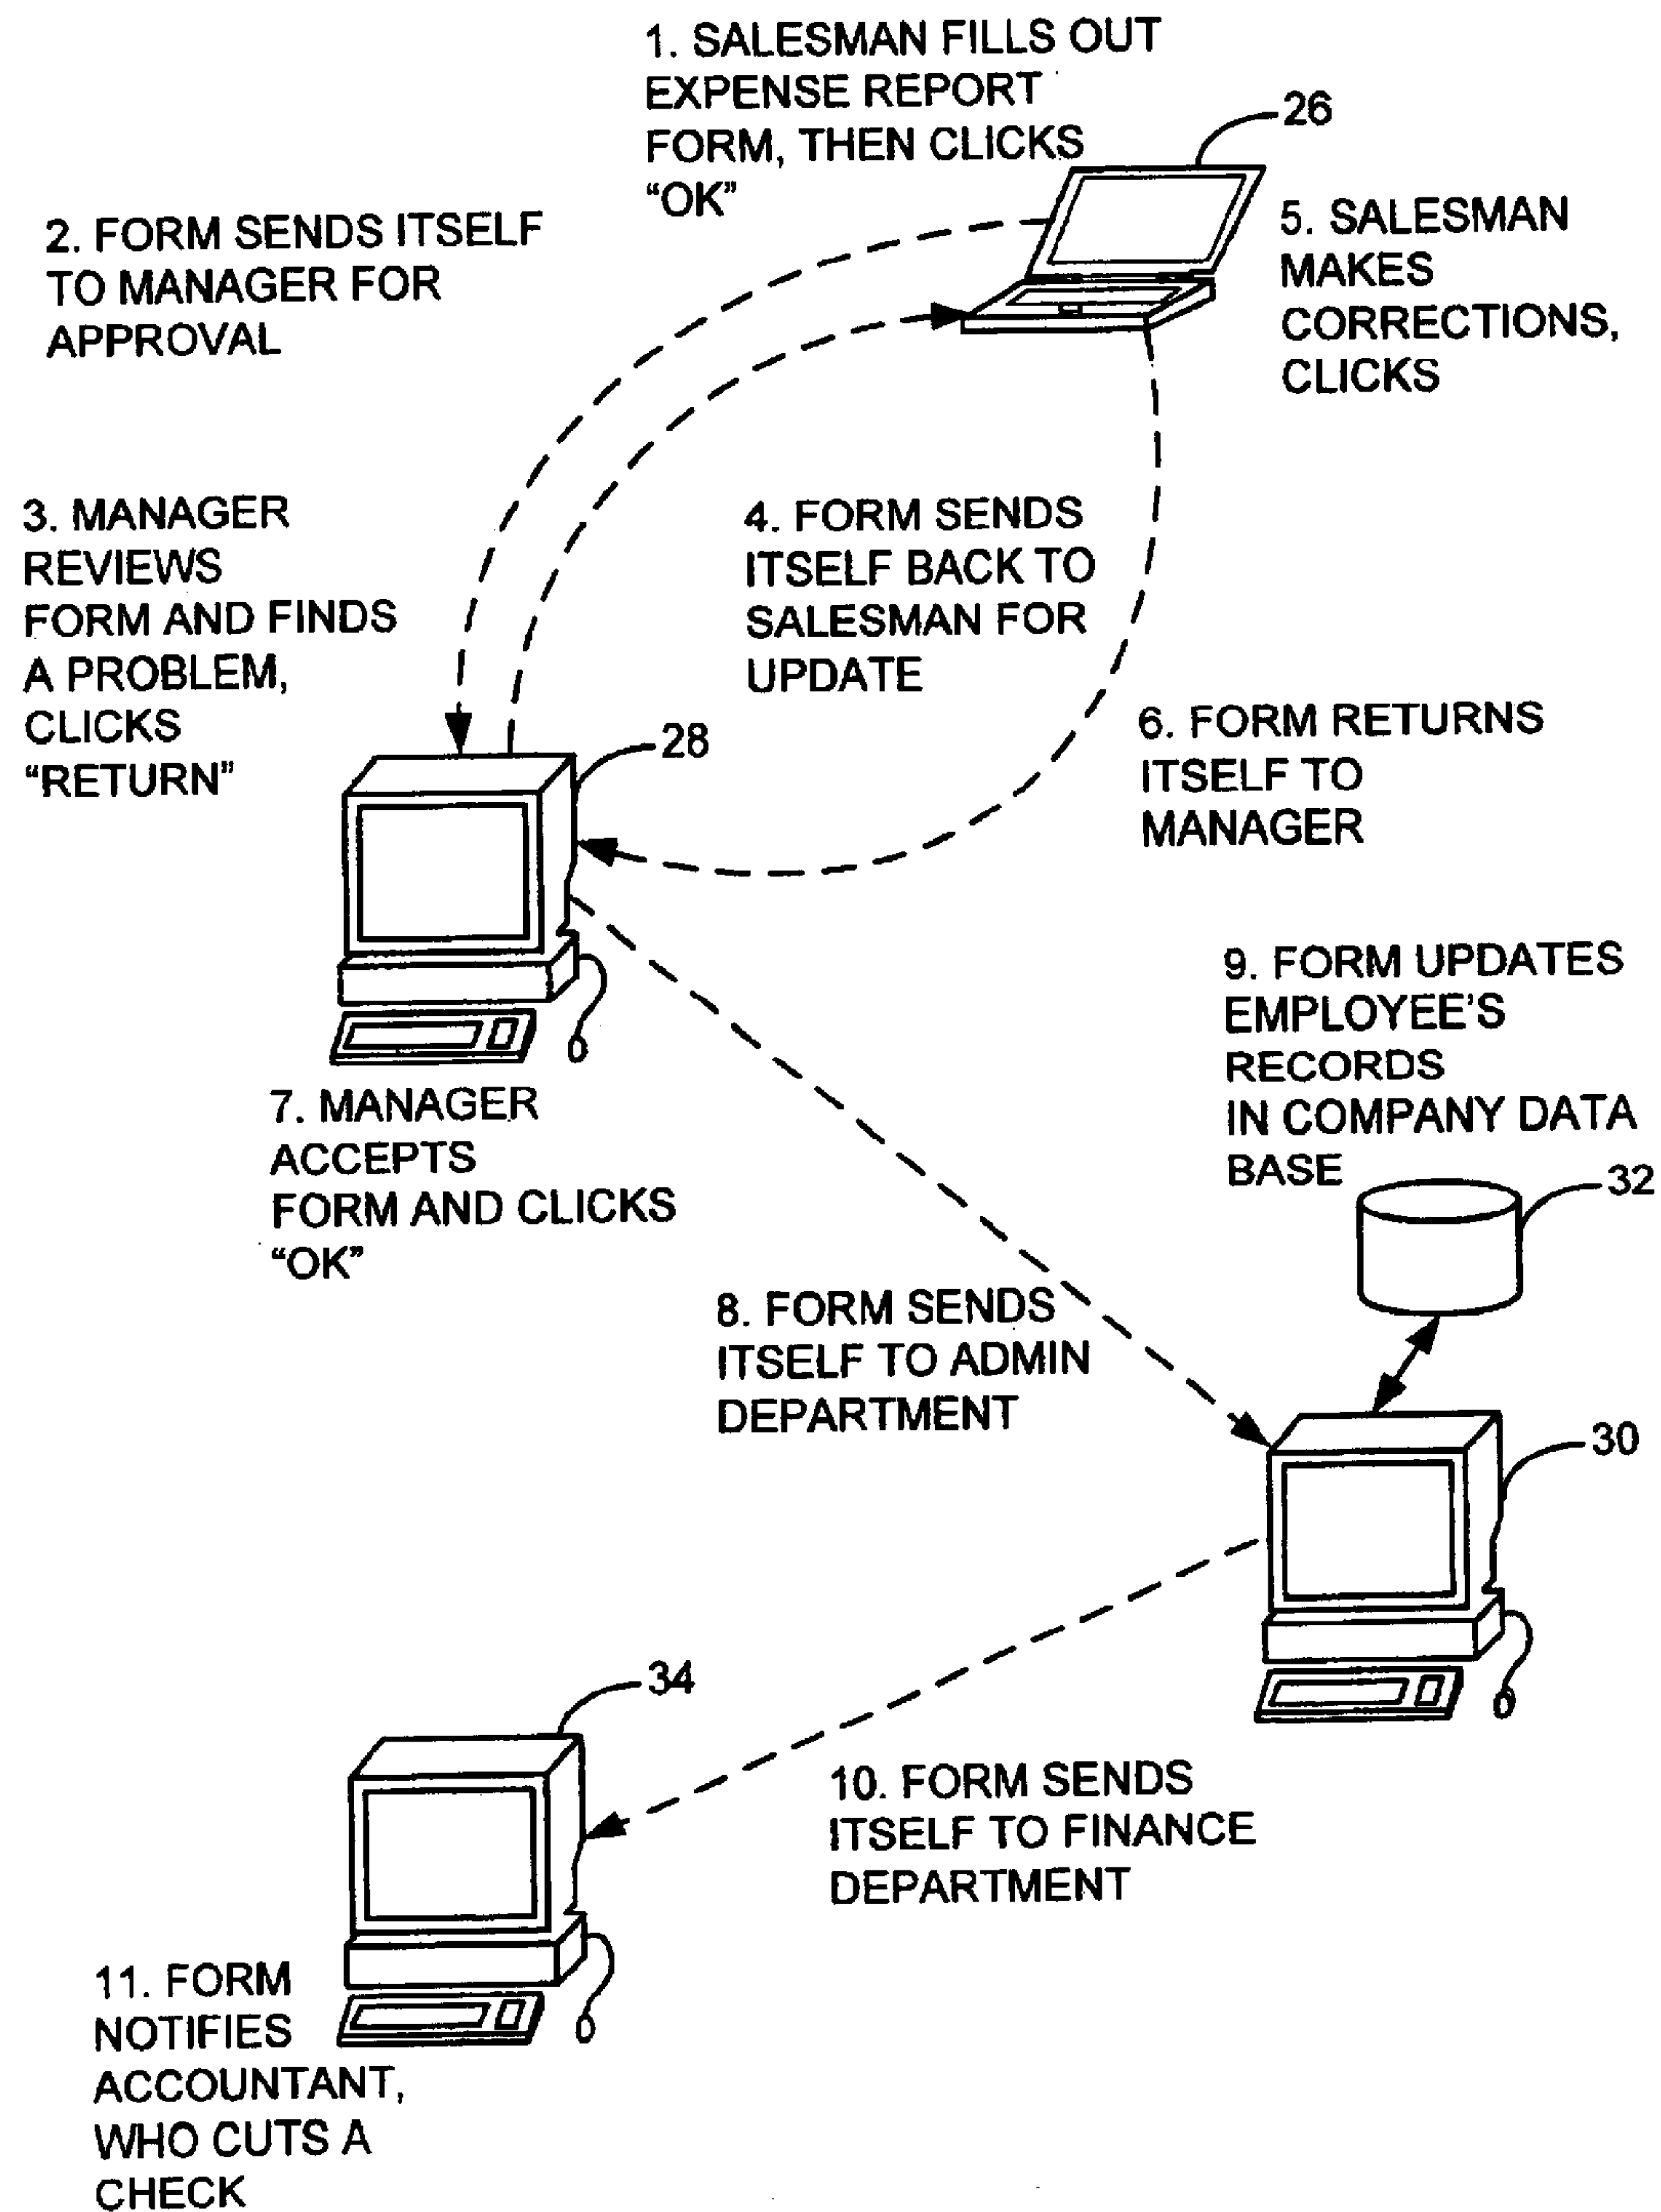 1. SALESMAN FILLS OUT
EXPENSE REPORT
FORM, THEN CLICKS
“OK”
26
2. FORM SENDS ITSELF
TO MANAGER FOR
APPROVAL
5. SALESMAN
MAKES
CORRECTIONS,
CLICKS
3. MANAGER
REVIEWS
FORM AND FINDS
A PROBLEM,
CLICKS
“RETURN”
4. FORM SENDS
ITSELF BACK TO
SALESMAN FOR
UPDATE
28
6. FORM RETURNS
ITSELF TO
MANAGER
7. MANAGER
ACCEPTS
FORM AND CLICKS
“OK”
9. FORM UPDATES
EMPLOYEE’S
RECORDS
IN COMPANY DATA
BASE
32
8. FORM SENDS
ITSELF TO ADMIN
DEPARTMENT
30
34
10. FORM SENDS
ITSELF TO FINANCE
DEPARTMENT
11. FORM
NOTIFIES
ACCOUNTANT,
WHO CUTS A
CHECK